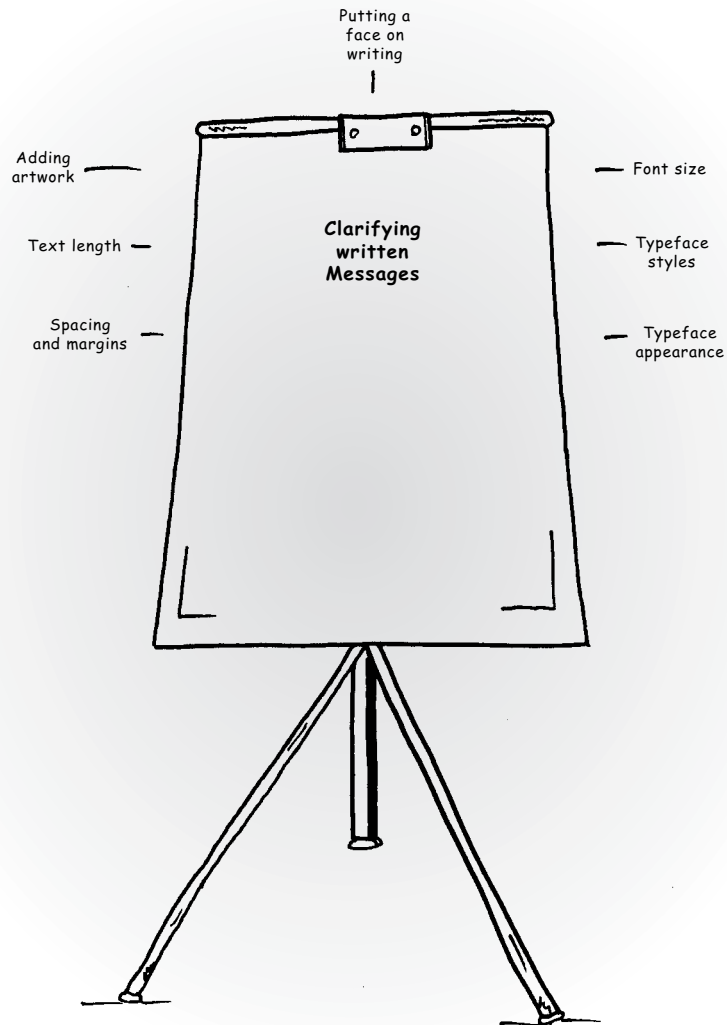 Putting a
face on
writing
Adding
artwork
Font size
Clarifying
written
Messages
Text length
Typeface
styles
Spacing
and margins
Typeface
appearance